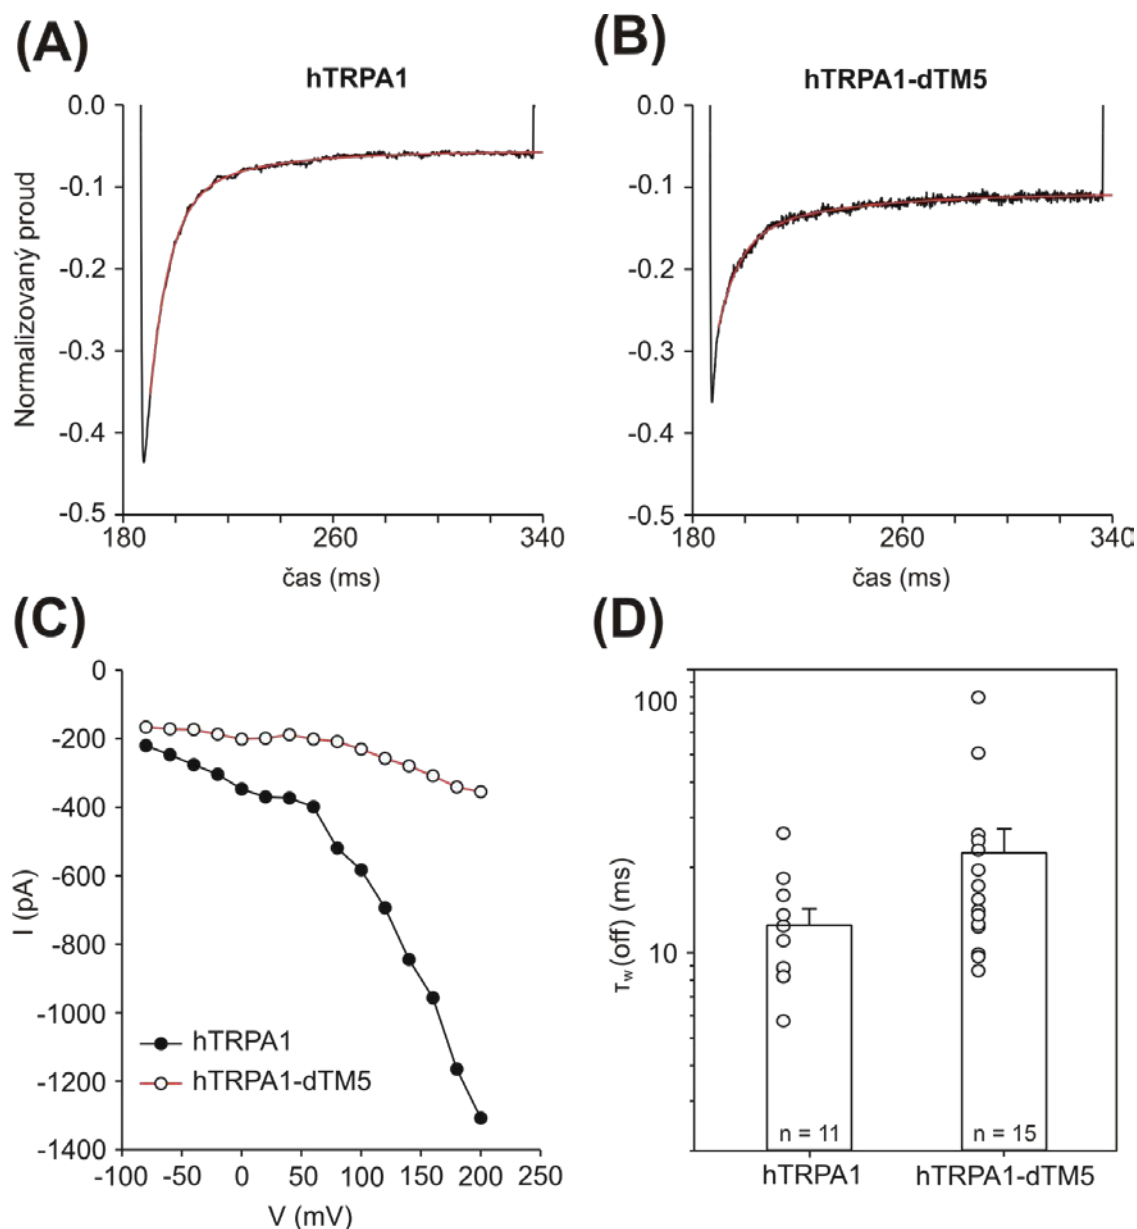 (A)
hTRPA1
0.0
-0.1
-0.2
-0.3
-0.4
-0.5
Normalizovaný proud
180
260
340
čas (ms)
(B)
hTRPA1-dTM5
0.0
-0.1
-0.2
-0.3
-0.4
-0.5
180
260
340
čas (ms)
(C)
0
-200
-400
-600
-800
-1000
-1200
-1400
I (pA)
hTRPA1
hTRPA1-dTM5
-100
-50
0
50
100
150
200
250
V (mV)
(D)
100
10
τw(off) (ms)
n = 11
n = 15
hTRPA1
hTRPA1-dTM5